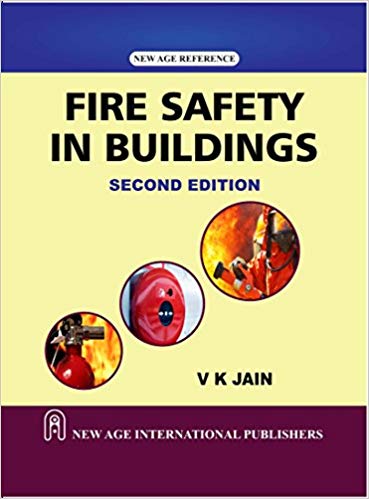 NEW AGE REFERENCE
FIRE SAFETY
IN BUILDINGS
SECOND EDITION
V K JAIN
NEW AGE INTERNATIONAL PUBLISHERS